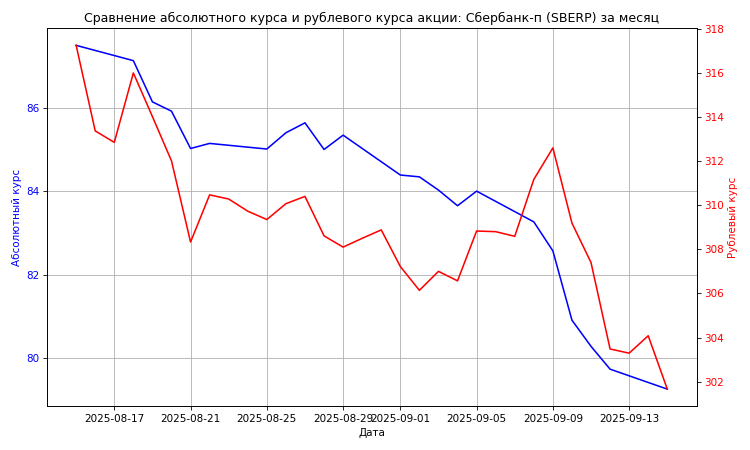 Сравнение абсолютного курса и рублевого курса акции: Сбербанк-п (SBERP) за месяц
Абсолютный курс
86
84
82
80
318
316
314
312
310
308
306
304
302
Рублевый курс
2025-08-17 2025-08-21 2025-08-25 2025-08-29 2025-09-01 2025-09-05 2025-09-09 2025-09-13
Дата